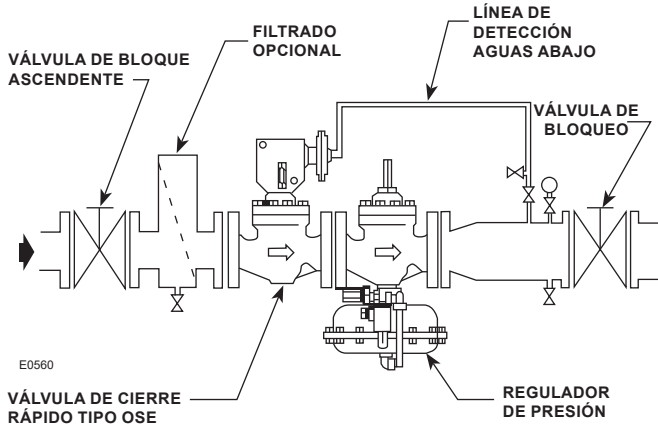 LÍNEA DE
DETECCIÓN
AGUAS ABAJO
FILTRADO
OPCIONAL
VÁLVULA DE BLOQUE
ASCENDENTE
VÁLVULA DE
BLOQUEO
E0560
VÁLVULA DE CIERRE
RÁPIDO TIPO OSE
REGULADOR
DE PRESIÓN